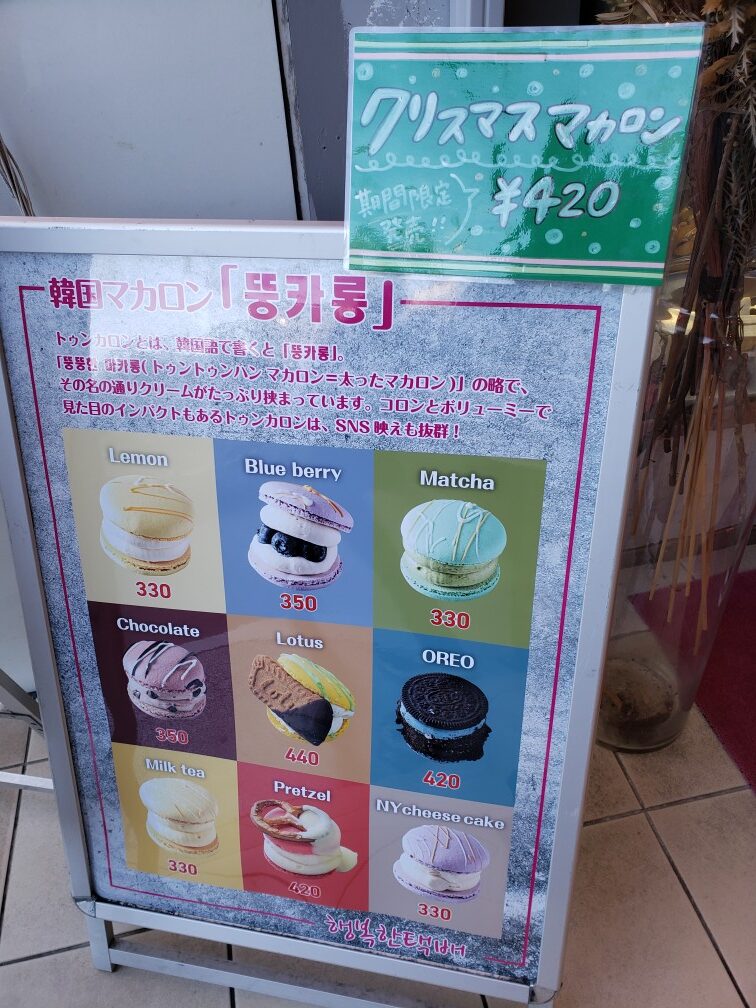 クリスマスマカロン
期間限定
発売!!
¥420
韓国マカロン「뚱카롱」
トゥンカロンとは、韓国語で書くと「뚱카롱」。
「뚱뚱한 마카롱(トゥントゥンハン マカロン=太ったマカロン)」の略で、
その名の通りクリームがたっぷり挟まっています。コロンとボリューミーで
見た目のインパクトもあるトゥンカロンは、SNS映えも抜群！
Lemon
330
Blue berry
350
Matcha
330
Chocolate
350
Lotus
440
OREO
420
Milk tea
330
Pretzel
420
NYcheese cake
330
행복한택배